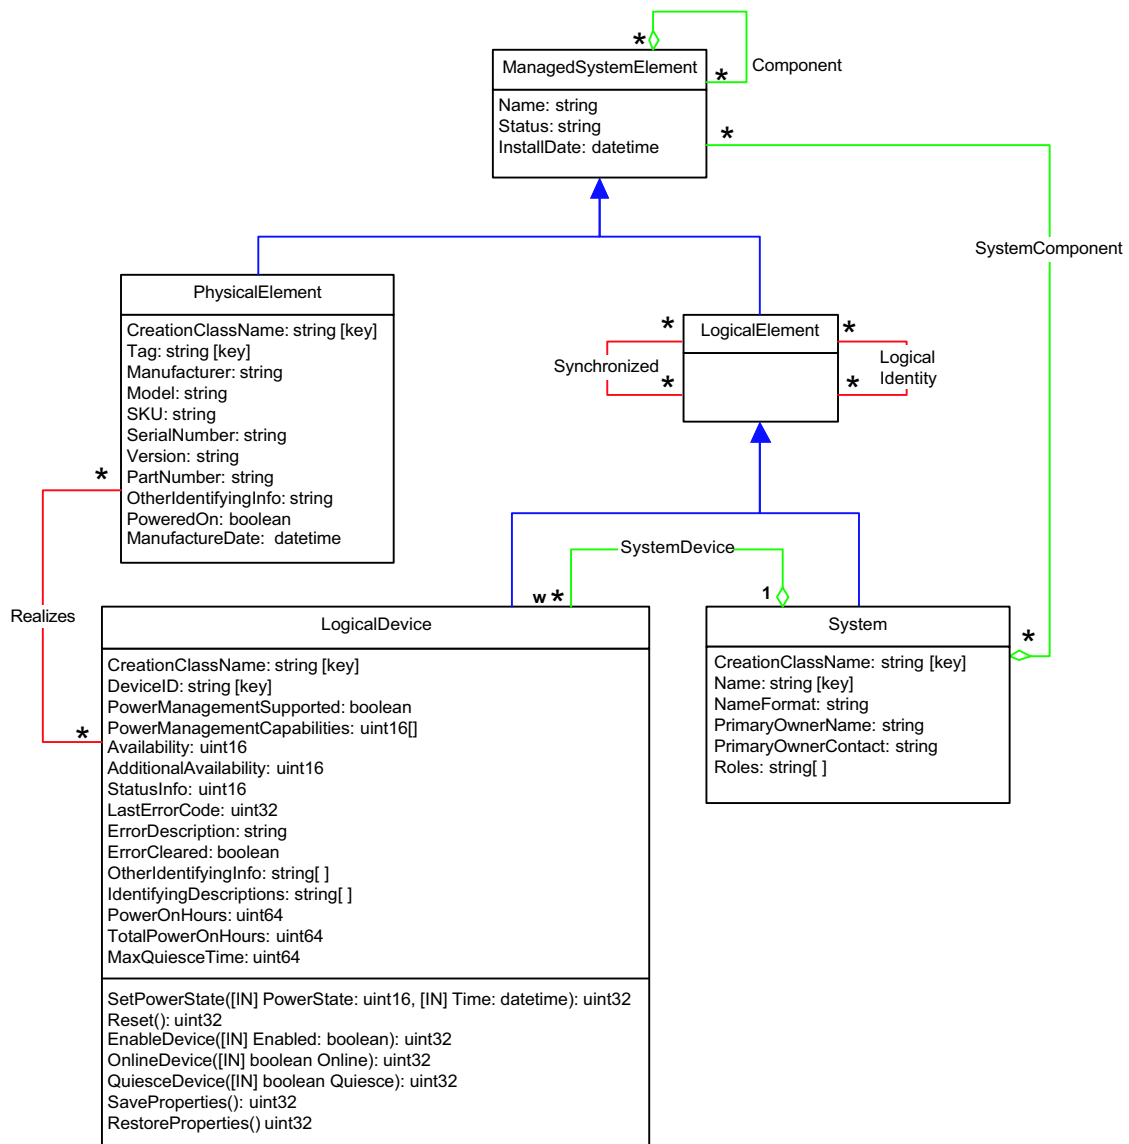 *
ManagedSystemElement
Component
*
Name: string
Status: string
InstallDate: datetime
*
SystemComponent
PhysicalElement
CreationClassName: string [key]
Tag: string [key]
Manufacturer: string
Model: string
SKU: string
SerialNumber: string
Version: string
PartNumber: string
OtherIdentifyingInfo: string
PoweredOn: boolean
ManufactureDate:  datetime
*
LogicalElement
*
*
Synchronized
*
*
Logical
Identity
Realizes
*
SystemDevice
w *
1
LogicalDevice
CreationClassName: string [key]
DeviceID: string [key]
PowerManagementSupported: boolean
PowerManagementCapabilities: uint16[]
Availability: uint16
AdditionalAvailability: uint16
StatusInfo: uint16
LastErrorCode: uint32
ErrorDescription: string
ErrorCleared: boolean
OtherIdentifyingInfo: string[ ]
IdentifyingDescriptions: string[ ]
PowerOnHours: uint64
TotalPowerOnHours: uint64
MaxQuiesceTime: uint64
SetPowerState([IN] PowerState: uint16, [IN] Time: datetime): uint32
Reset(): uint32
EnableDevice([IN] Enabled: boolean): uint32
OnlineDevice([IN] boolean Online): uint32
QuiesceDevice([IN] boolean Quiesce): uint32
SaveProperties(): uint32
RestoreProperties() uint32
*
System
*
CreationClassName: string [key]
Name: string [key]
NameFormat: string
PrimaryOwnerName: string
PrimaryOwnerContact: string
Roles: string[ ]